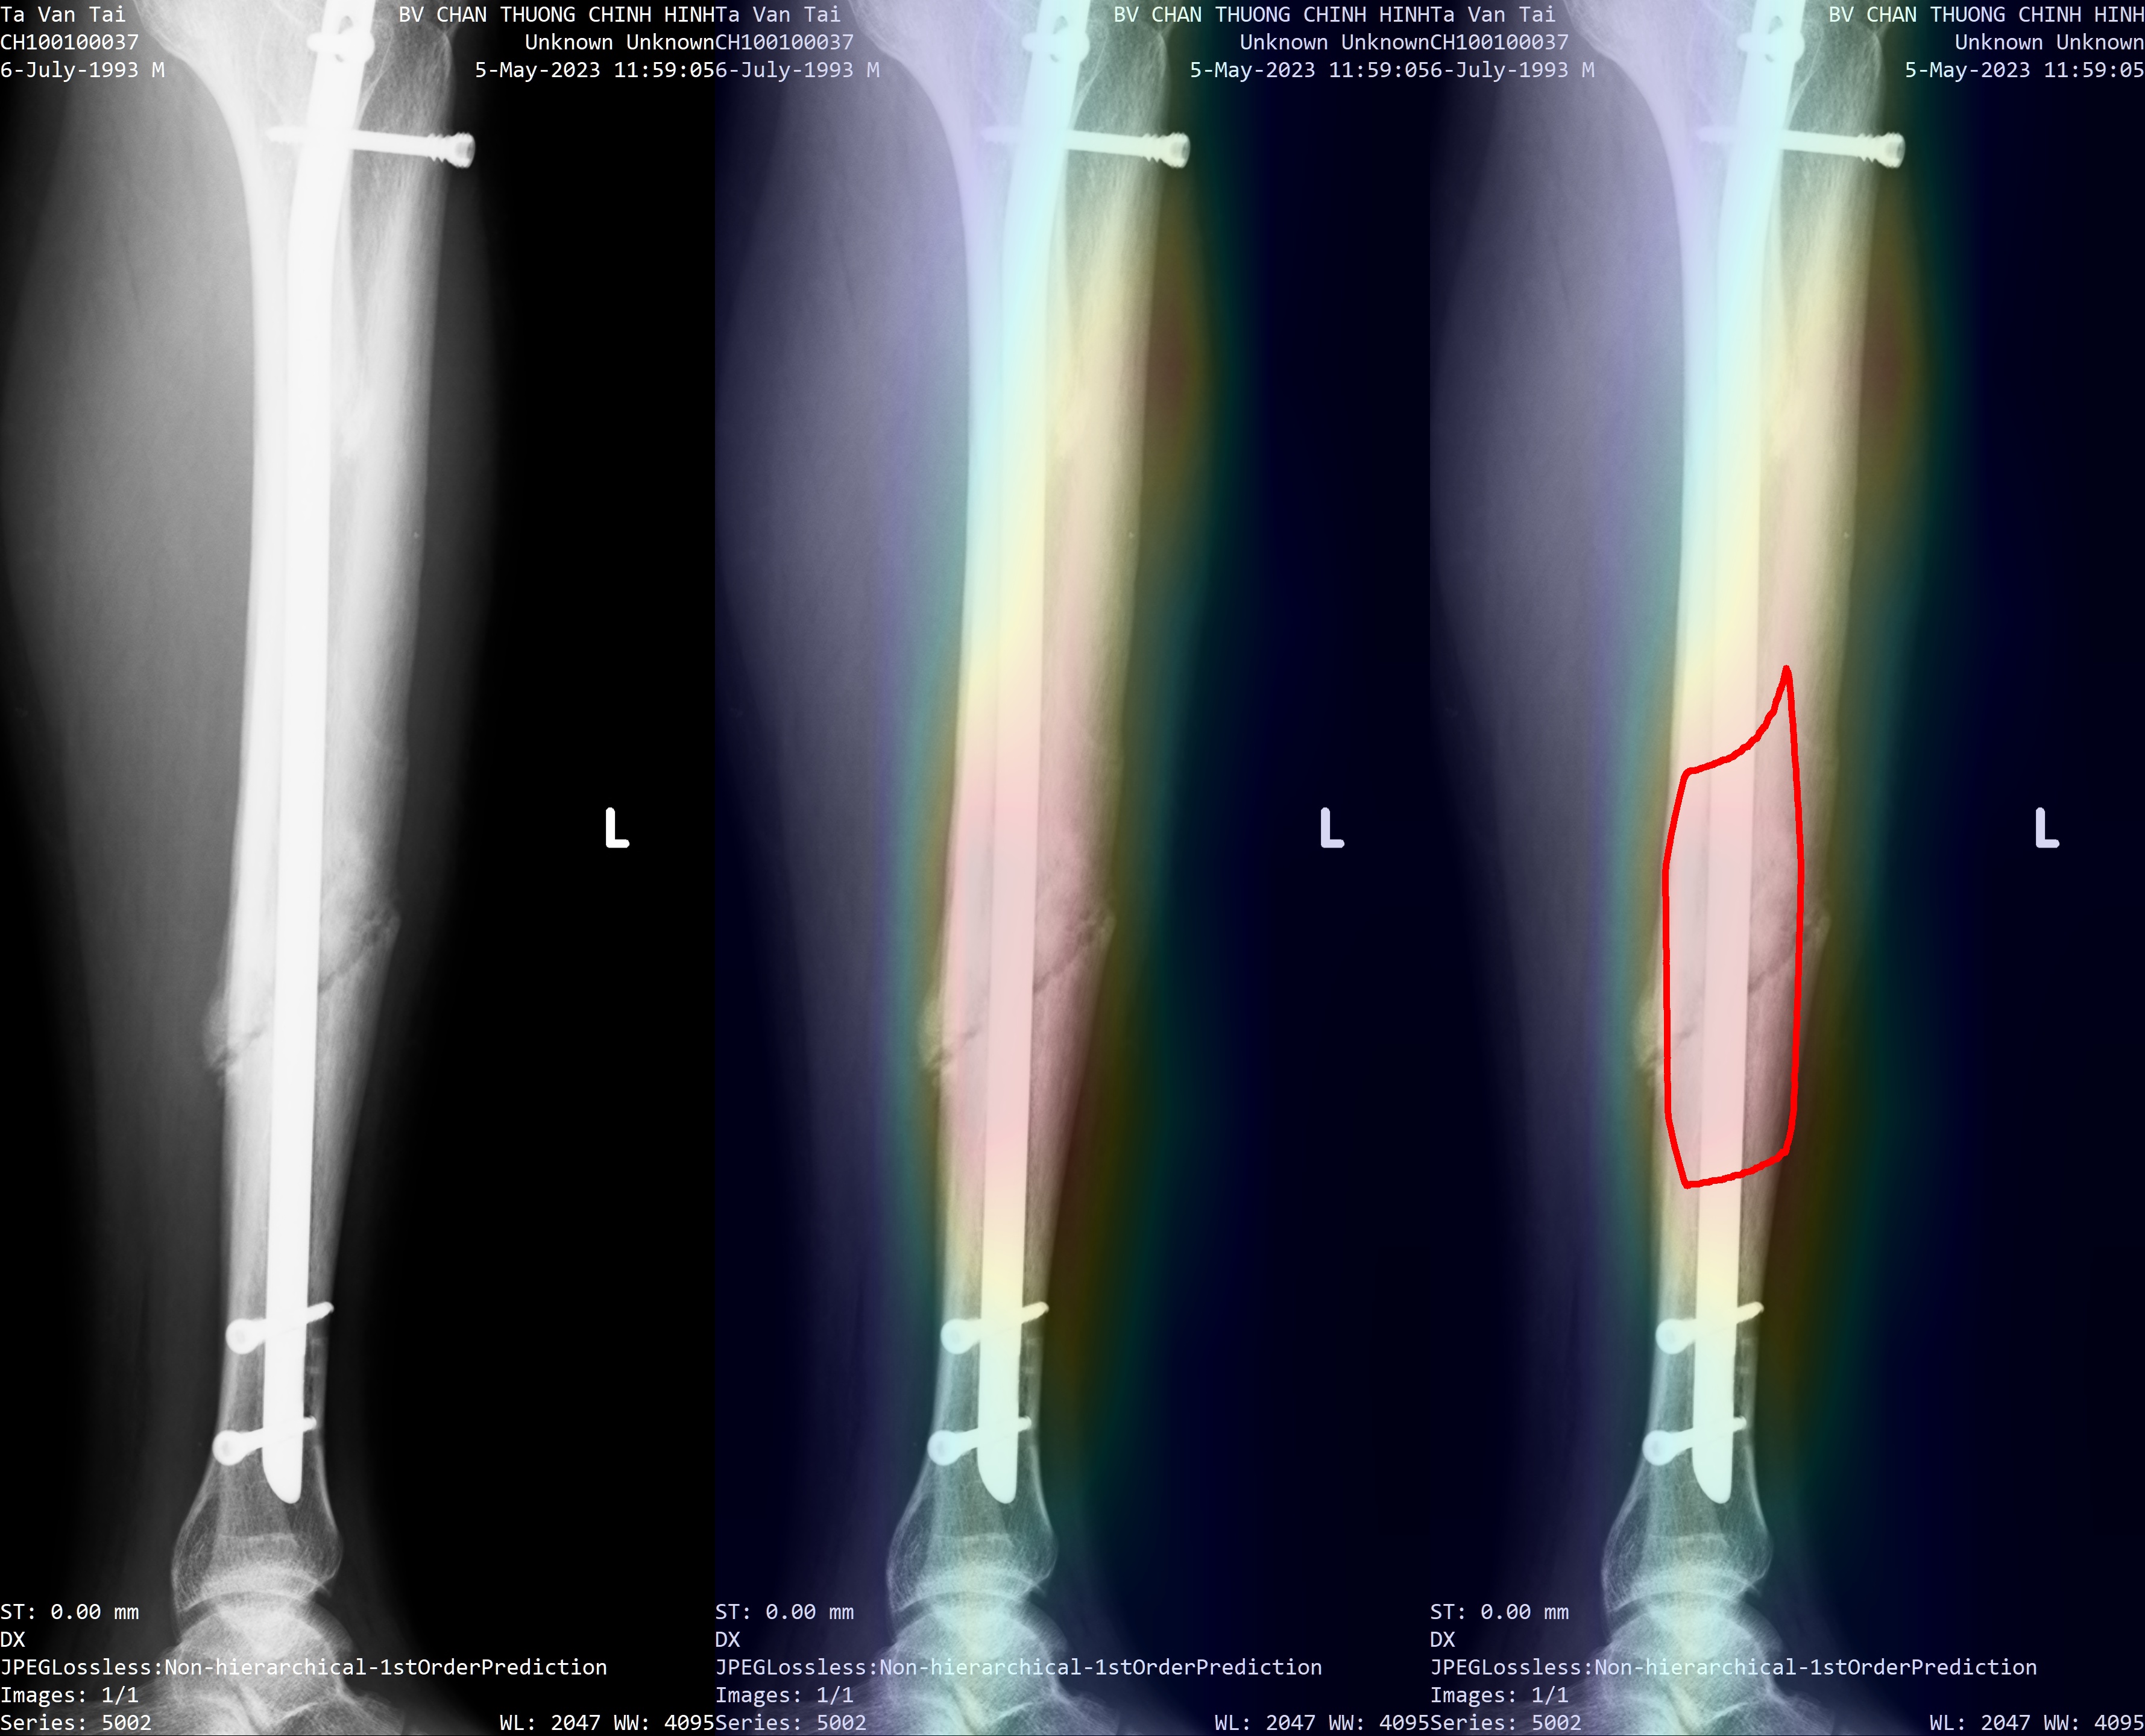 Ta Van Tai
CH100100037
6-July-1993 M
BV CHAN THUONG CHINH HINH
Unknown Unknown
5-May-2023 11:59:05
L
ST: 0.00 mm
DX
JPEGLossless:Non-hierarchical-1stOrderPrediction
Images: 1/1
Series: 5002
WL: 2047 WW: 4095
Ta Van Tai
CH100100037
6-July-1993 M
BV CHAN THUONG CHINH HINH
Unknown Unknown
5-May-2023 11:59:05
L
ST: 0.00 mm
DX
JPEGLossless:Non-hierarchical-1stOrderPrediction
Images: 1/1
Series: 5002
WL: 2047 WW: 4095
Ta Van Tai
CH100100037
6-July-1993 M
BV CHAN THUONG CHINH HINH
Unknown Unknown
5-May-2023 11:59:05
L
ST: 0.00 mm
DX
JPEGLossless:Non-hierarchical-1stOrderPrediction
Images: 1/1
Series: 5002
WL: 2047 WW: 4095